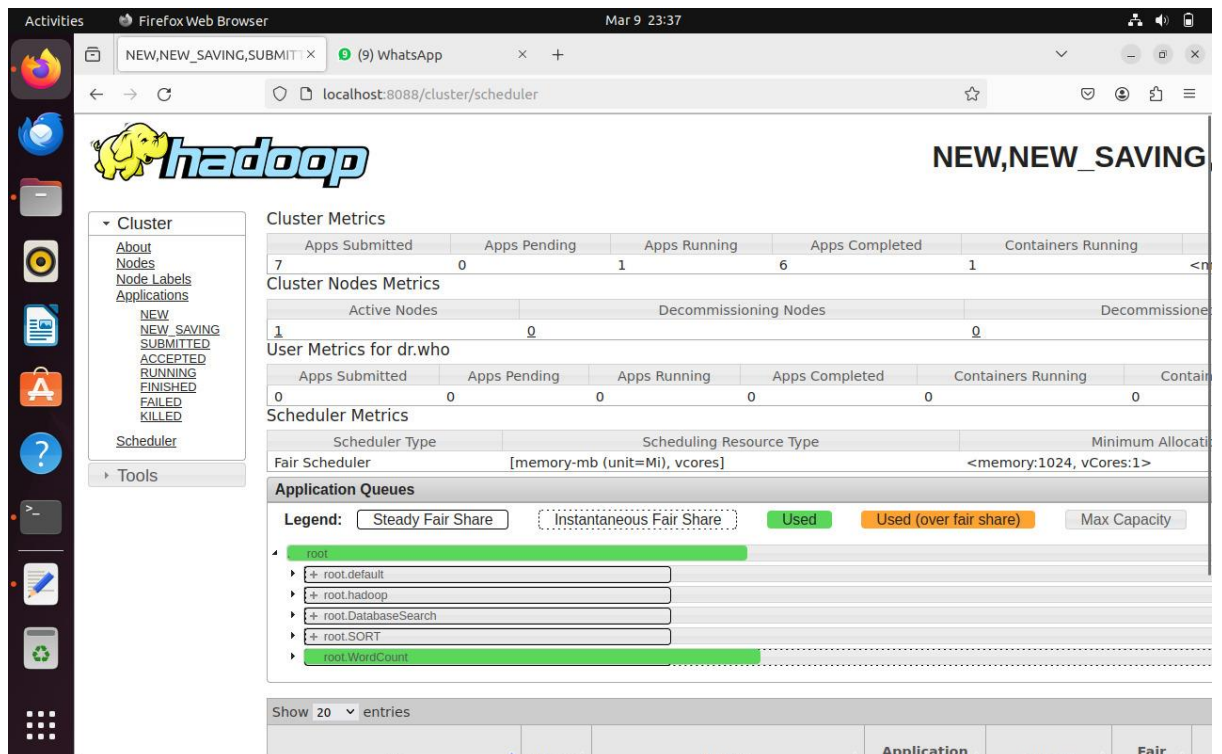 Activities Firefox Web Browser Mar 9 23:37
NEW,NEW_SAVING,SUBMIT (9) WhatsApp
localhost:8088/cluster/scheduler
hadoop
NEW,NEW_SAVING,
Cluster
About
Nodes
Node Labels
Applications
NEW
NEW_SAVING
SUBMITTED
ACCEPTED
RUNNING
FINISHED
FAILED
KILLED
Scheduler
Tools
Cluster Metrics
Apps Submitted Apps Pending Apps Running Apps Completed Containers Running
7 0 1 6 1 <m
Cluster Nodes Metrics
Active Nodes Decommissioning Nodes Decommissione
1 0 0
User Metrics for dr.who
Apps Submitted Apps Pending Apps Running Apps Completed Containers Running Contain
0 0 0 0 0 0
Scheduler Metrics
Scheduler Type Scheduling Resource Type Minimum Allocati
Fair Scheduler [memory-mb (unit=Mi), vcores] <memory:1024, vCores:1>
Application Queues
Legend: Steady Fair Share Instantaneous Fair Share Used Used (over fair share) Max Capacity
root
+ root.default
+ root.hadoop
+ root.DatabaseSearch
+ root.SORT
root.WordCount
Show 20 entries
Application Fair